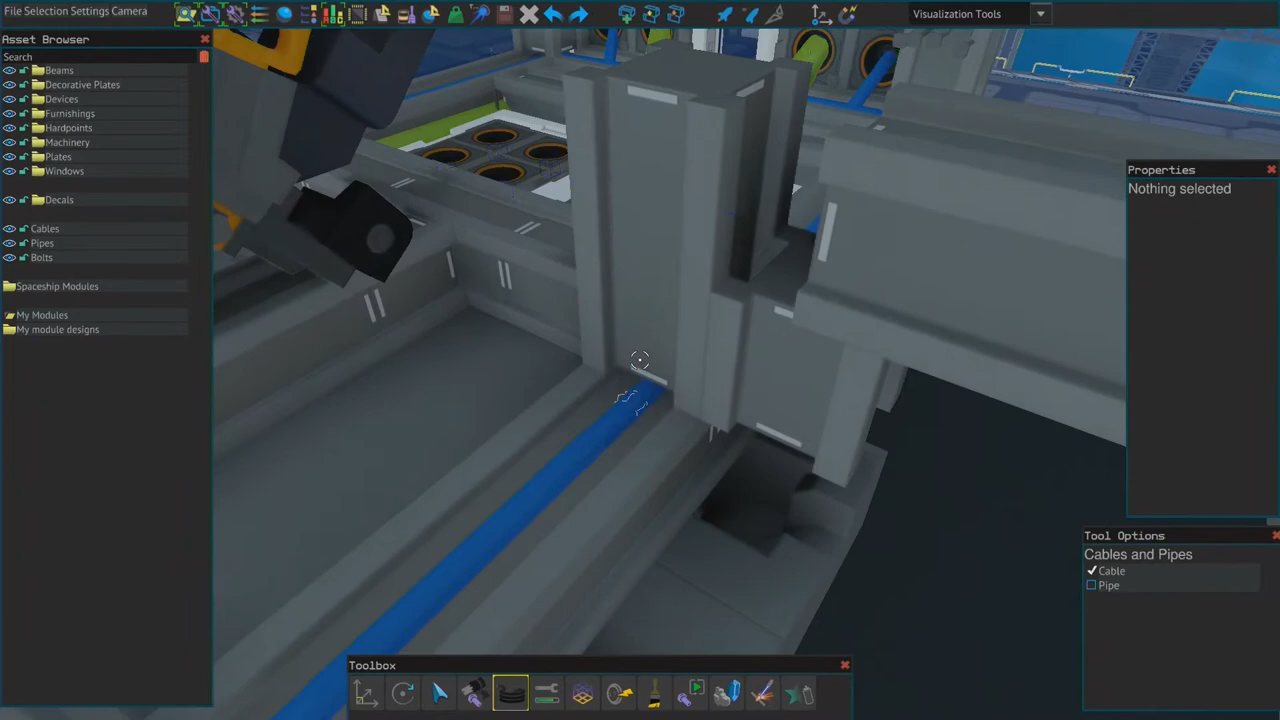 File Selection Settings Camera
Visualization Tools
Asset Browser
Search
Beams
Decorative Plates
Devices
Furnishings
Hardpoints
Machinery
Plates
Windows
Decals
Cables
Pipes
Bolts
Spaceship Modules
My Modules
My module designs
Properties
Nothing selected
Tool Options
Cables and Pipes
Cable
Pipe
Toolbox